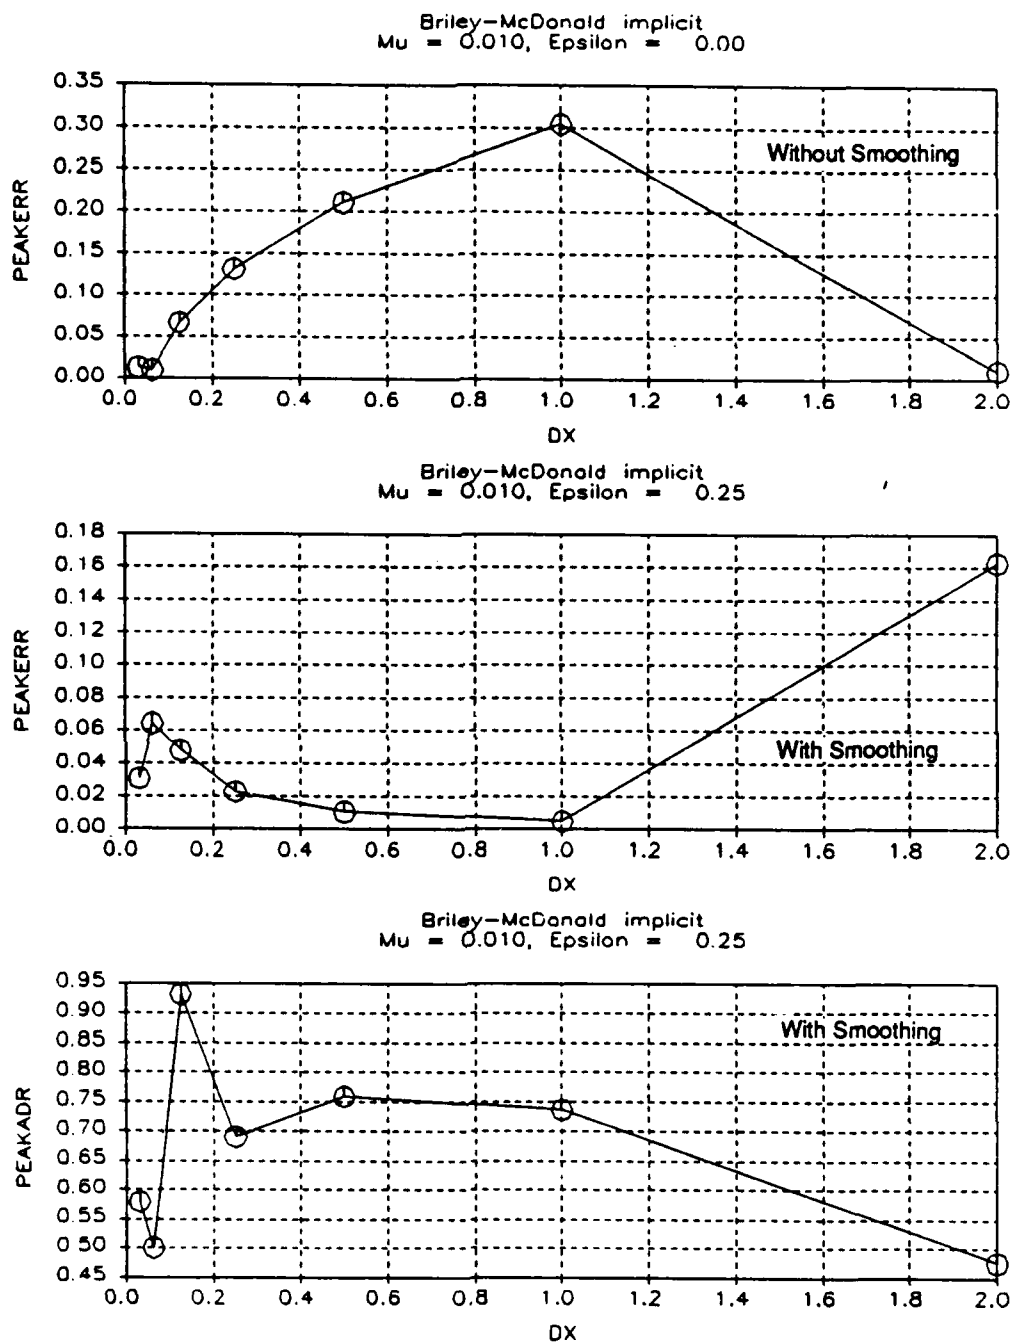 Briley-McDonald implicit
Mu = 0.010, Epsilon = 0.00
0.35
0.30
0.25
0.20
0.15
0.10
0.05
0.00
PEAKERR
Without Smoothing
0.0 0.2 0.4 0.6 0.8 1.0 1.2 1.4 1.6 1.8 2.0
DX
Briley-McDonald implicit
Mu = 0.010, Epsilon = 0.25
0.18
0.16
0.14
0.12
0.10
0.08
0.06
0.04
0.02
0.00
PEAKERR
With Smoothing
0.0 0.2 0.4 0.6 0.8 1.0 1.2 1.4 1.6 1.8 2.0
DX
Briley-McDonald implicit
Mu = 0.010, Epsilon = 0.25
0.95
0.90
0.85
0.80
0.75
0.70
0.65
0.60
0.55
0.50
0.45
PEAKADR
With Smoothing
0.0 0.2 0.4 0.6 0.8 1.0 1.2 1.4 1.6 1.8 2.0
DX